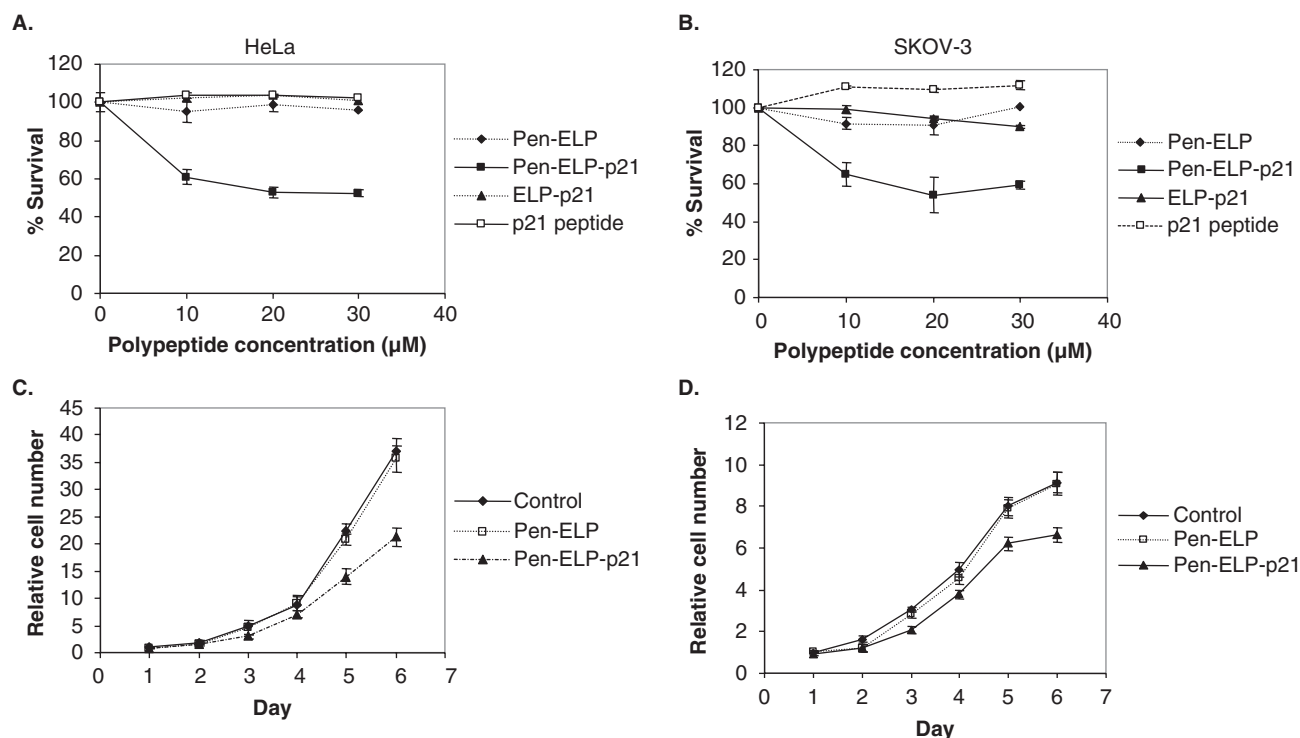 A.
HeLa
120
100
80
60
40
20
0
% Survival
0 10 20 30 40
Polypeptide concentration (µM)
Pen-ELP
Pen-ELP-p21
ELP-p21
p21 peptide
B.
SKOV-3
120
100
80
60
40
20
0
% Survival
0 10 20 30 40
Polypeptide concentration (µM)
Pen-ELP
Pen-ELP-p21
ELP-p21
p21 peptide
C.
45
40
35
30
25
20
15
10
5
0
Relative cell number
0 1 2 3 4 5 6 7
Day
Control
Pen-ELP
Pen-ELP-p21
D.
12
10
8
6
4
2
0
Relative cell number
0 1 2 3 4 5 6 7
Day
Control
Pen-ELP
Pen-ELP-p21